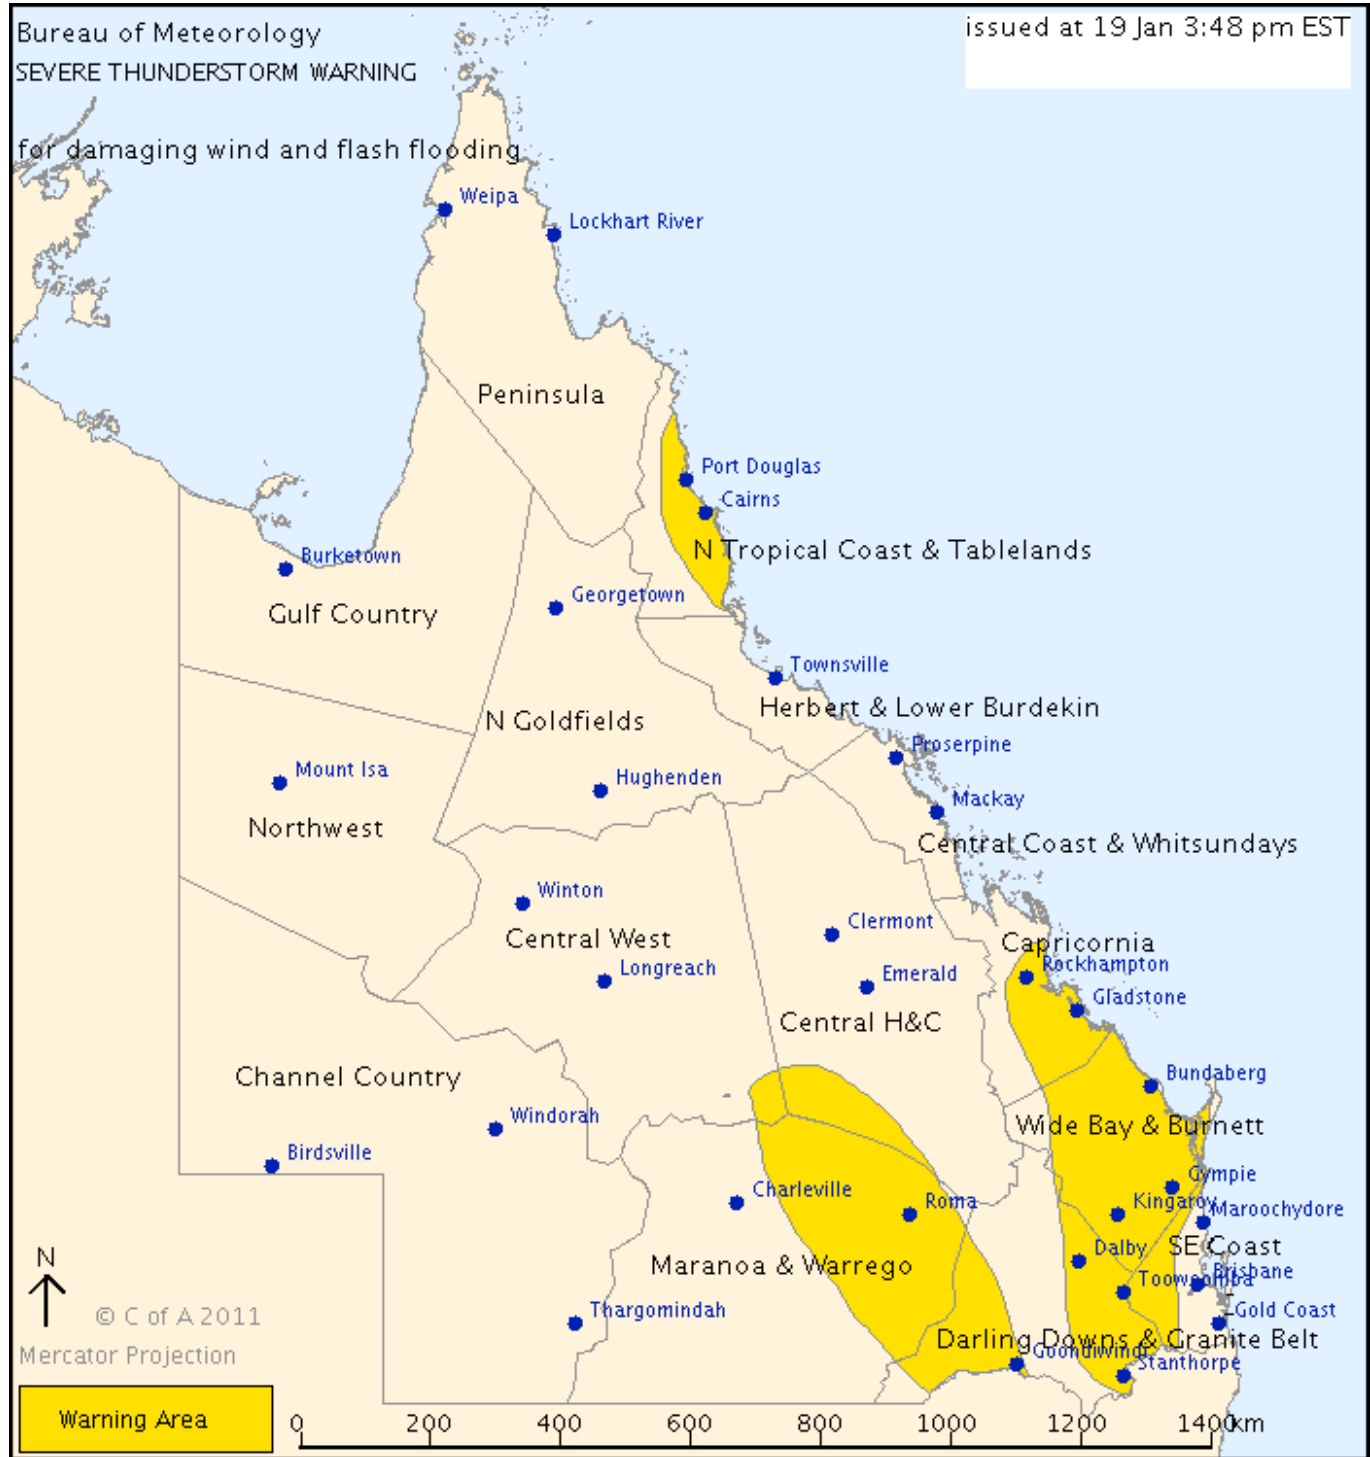 Bureau of Meteorology
issued at 19 Jan 3:48 pm EST
SEVERE THUNDERSTORM WARNING
for damaging wind and flash flooding
Weipa
Lockhart River
Peninsula
Port Douglas
Cairns
N Tropical Coast & Tablelands
Burketown
Georgetown
Gulf Country
Townsville
Herbert & Lower Burdekin
N Goldfields
Proserpine
Mount Isa
Hughenden
Mackay
Northwest
Central Coast & Whitsundays
Winton
Clermont
Central West
Capricornia
Rockhampton
Longreach
Emerald
Gladstone
Central H&C
Channel Country
Bundaberg
Windorah
Wide Bay & Burnett
Birdsville
Gympie
Charleville
Roma
Kingaroy
Maroochydore
SE Coast
Dalby
Maranoa & Warrego
Brisbane
Toowoomba
N
Thargomindah
Gold Coast
© C of A 2011
Darling Downs & Granite Belt
Goondiwindi
Mercator Projection
Stanthorpe
Warning Area
0 200 400 600 800 1000 1200 1400km